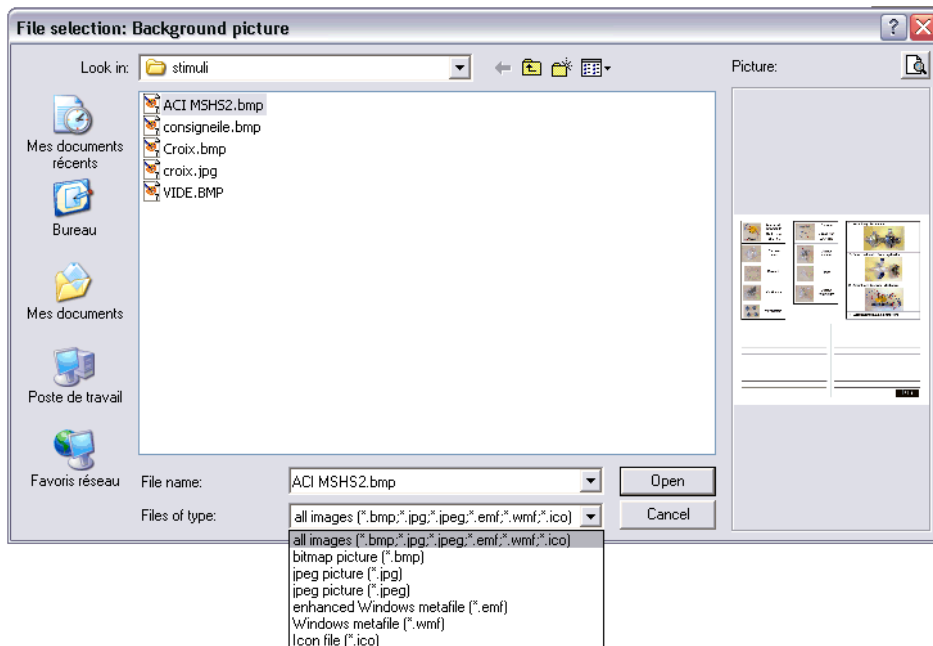 File selection: Background picture
Look in: stimuli
Picture:
Mes documents
récents
Bureau
Mes documents
Poste de travail
Favoris réseau
ACI MSHS2.bmp
consigneile.bmp
Croix.bmp
croix.jpg
VIDE.BMP
File name: ACI MSHS2.bmp Open
Files of type: all images (*.bmp;*.jpg;*.jpeg;*.emf;*.wmf;*.ico) Cancel
all images (*.bmp;*.jpg;*.jpeg;*.emf;*.wmf;*.ico)
bitmap picture (*.bmp)
jpeg picture (*.jpg)
jpeg picture (*.jpeg)
enhanced Windows metafile (*.emf)
Windows metafile (*.wmf)
Icon file (*.ico)